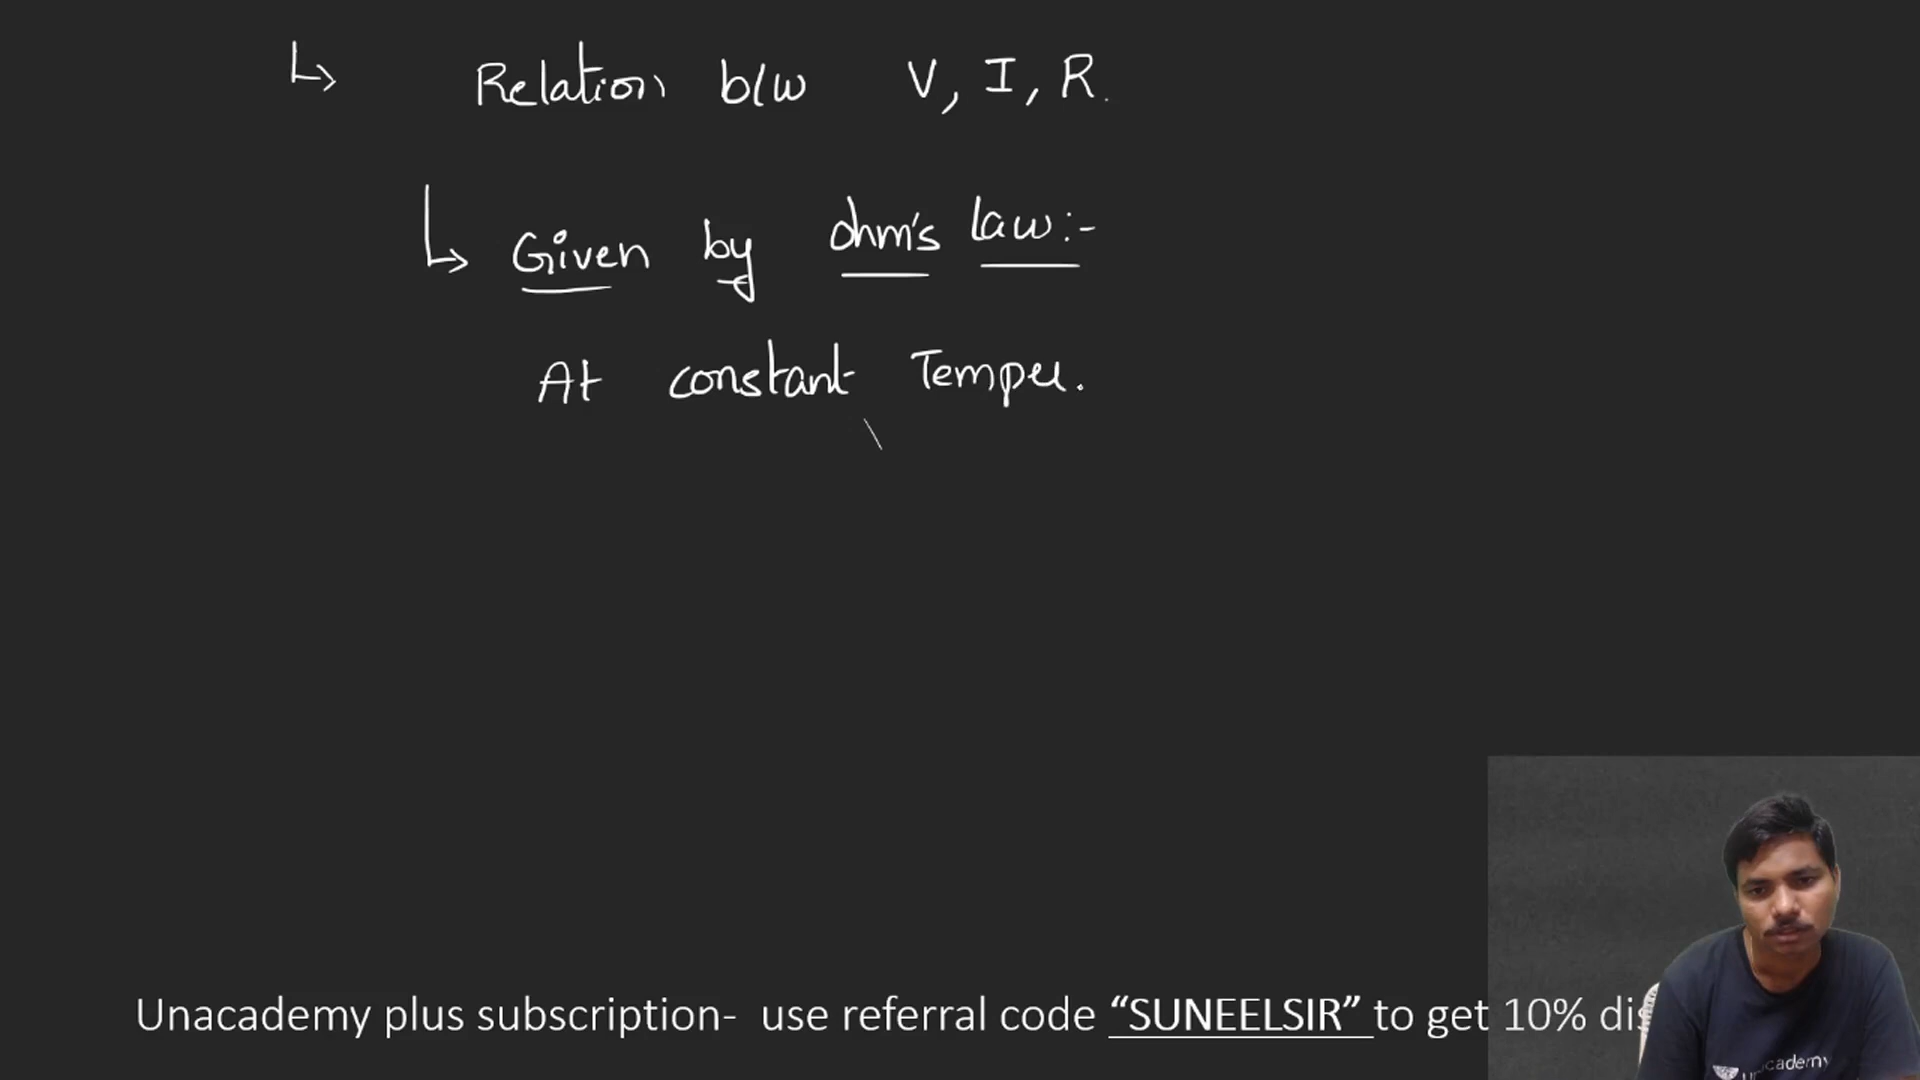 ↳ Relation b/w V, I, R.
↳ Given by ohm's law:-
At constant Temper.
Unacademy plus subscription- use referral code “SUNEELSIR” to get 10% dis
unacademy